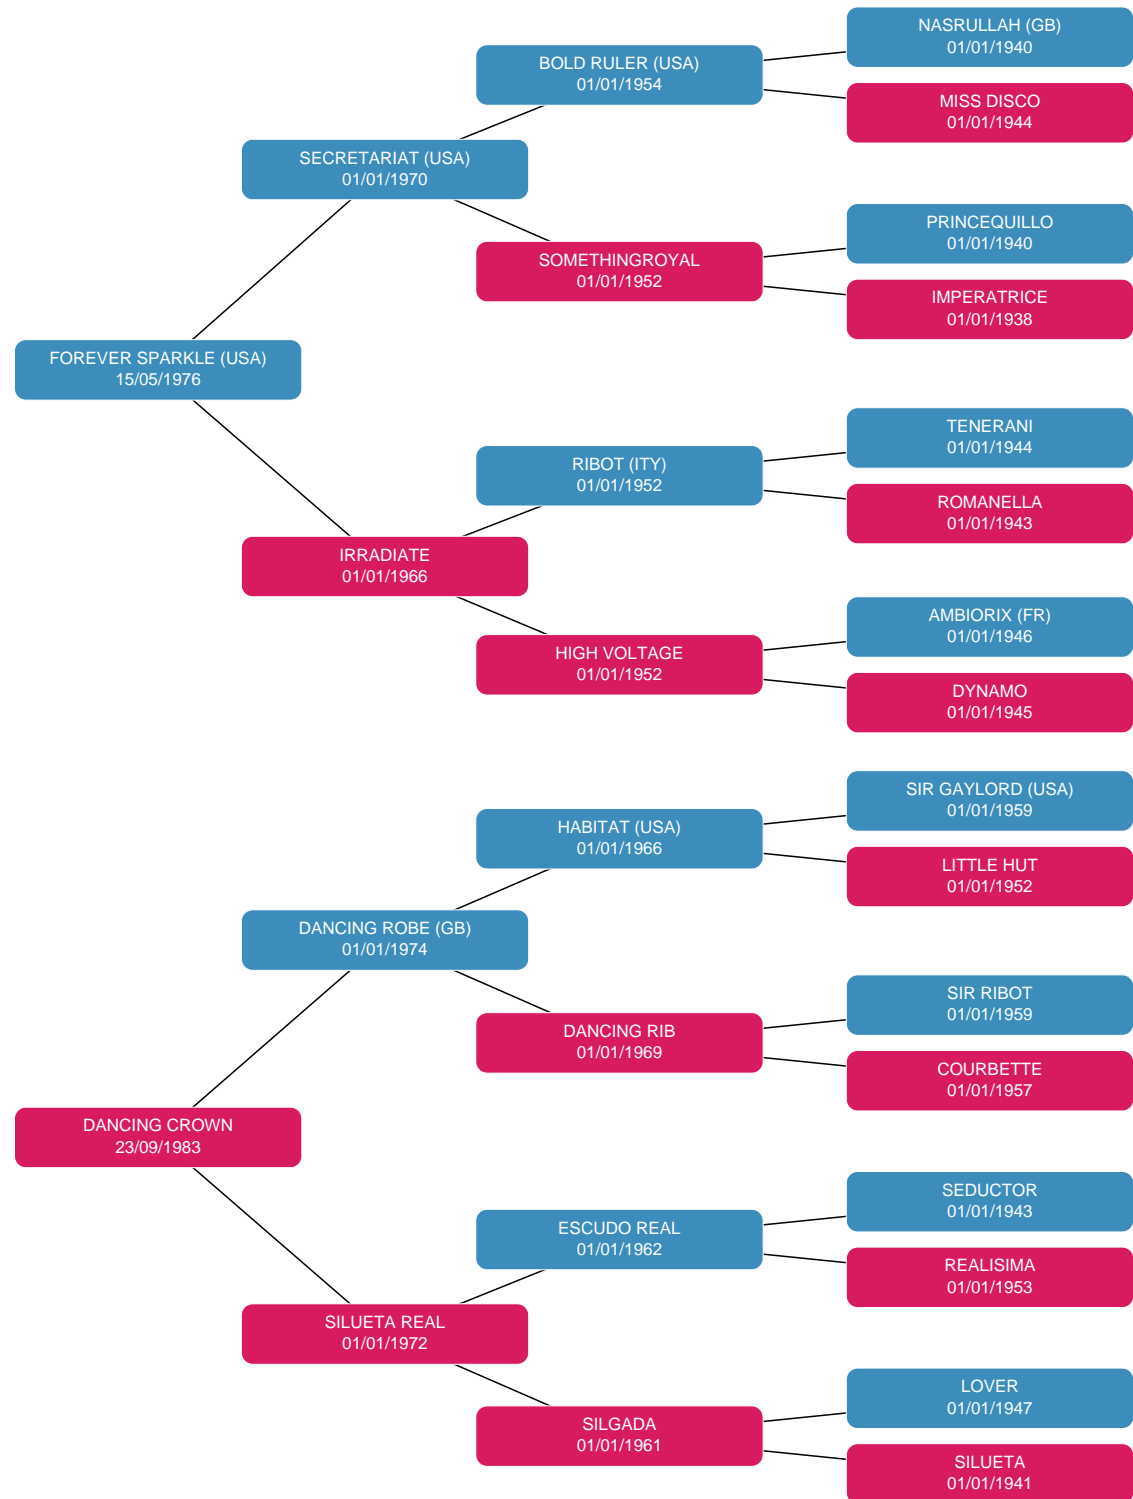 NASRULLAH (GB)
01/01/1940
BOLD RULER (USA)
01/01/1954
MISS DISCO
01/01/1944
SECRETARIAT (USA)
01/01/1970
PRINCEQUILLO
01/01/1940
SOMETHINGROYAL
01/01/1952
IMPERATRICE
01/01/1938
FOREVER SPARKLE (USA)
15/05/1976
TENERANI
01/01/1944
RIBOT (ITY)
01/01/1952
ROMANELLA
01/01/1943
IRRADIATE
01/01/1966
AMBIORIX (FR)
01/01/1946
HIGH VOLTAGE
01/01/1952
DYNAMO
01/01/1945
SIR GAYLORD (USA)
01/01/1959
HABITAT (USA)
01/01/1966
LITTLE HUT
01/01/1952
DANCING ROBE (GB)
01/01/1974
SIR RIBOT
01/01/1959
DANCING RIB
01/01/1969
COURBETTE
01/01/1957
DANCING CROWN
23/09/1983
SEDUCTOR
01/01/1943
ESCUDO REAL
01/01/1962
REALISIMA
01/01/1953
SILUETA REAL
01/01/1972
LOVER
01/01/1947
SILGADA
01/01/1961
SILUETA
01/01/1941